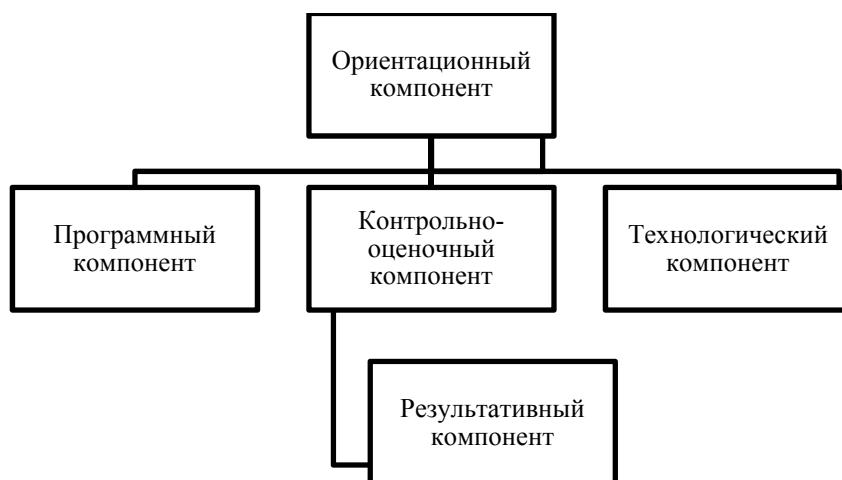 Ориентационный
компонент
Программный
компонент
Контрольно-
оценочный
компонент
Технологический
компонент
Результативный
компонент